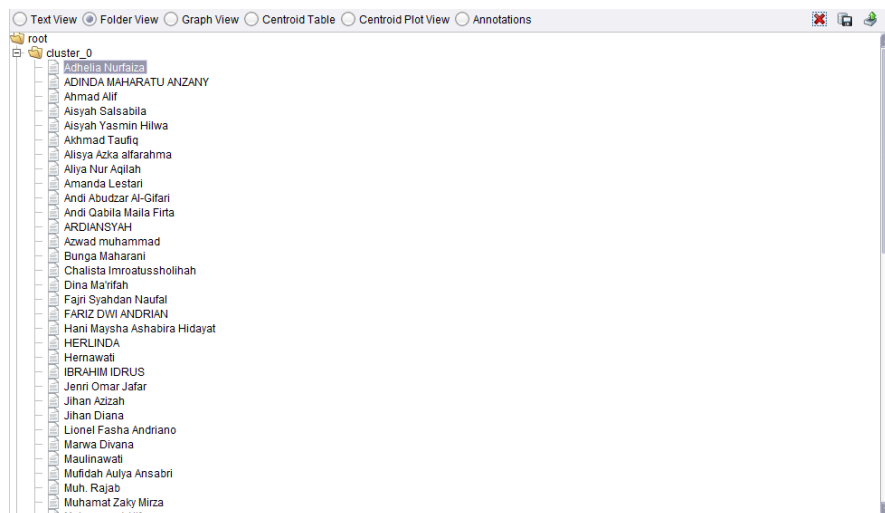 Text View Folder View Graph View Centroid Table Centroid Plot View Annotations
root
cluster_0
Adhelia Nurfaiza
ADINDA MAHARATU ANZANY
Ahmad Alif
Aisyah Salsabila
Aisyah Yasmin Hilwa
Akhmad Taufiq
Alisya Azka alfarahma
Aliya Nur Aqilah
Amanda Lestari
Andi Abudzar Al-Gifari
Andi Qabila Maila Firta
ARDIANSYAH
Azwad muhammad
Bunga Maharani
Chalista Imroatussholihah
Dina Ma'rifah
Fajri Syahdan Naufal
FARIZ DWI ANDRIAN
Hani Maysha Ashabira Hidayat
HERLINDA
Hernawati
IBRAHIM IDRUS
Jenri Omar Jafar
Jihan Azizah
Jihan Diana
Lionel Fasha Andriano
Marwa Divana
Maulinawati
Mufidah Aulya Ansabri
Muh. Rajab
Muhamat Zaky Mirza